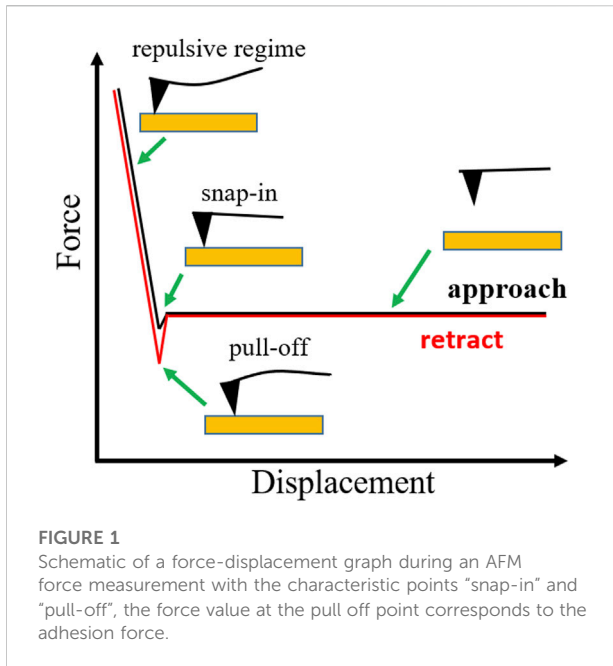 repulsive regime
snap-in
Force
approach
retract
pull-off
Displacement
FIGURE 1
Schematic of a force-displacement graph during an AFM
force measurement with the characteristic points “snap-in” and
“pull-off”, the force value at the pull off point corresponds to the
adhesion force.